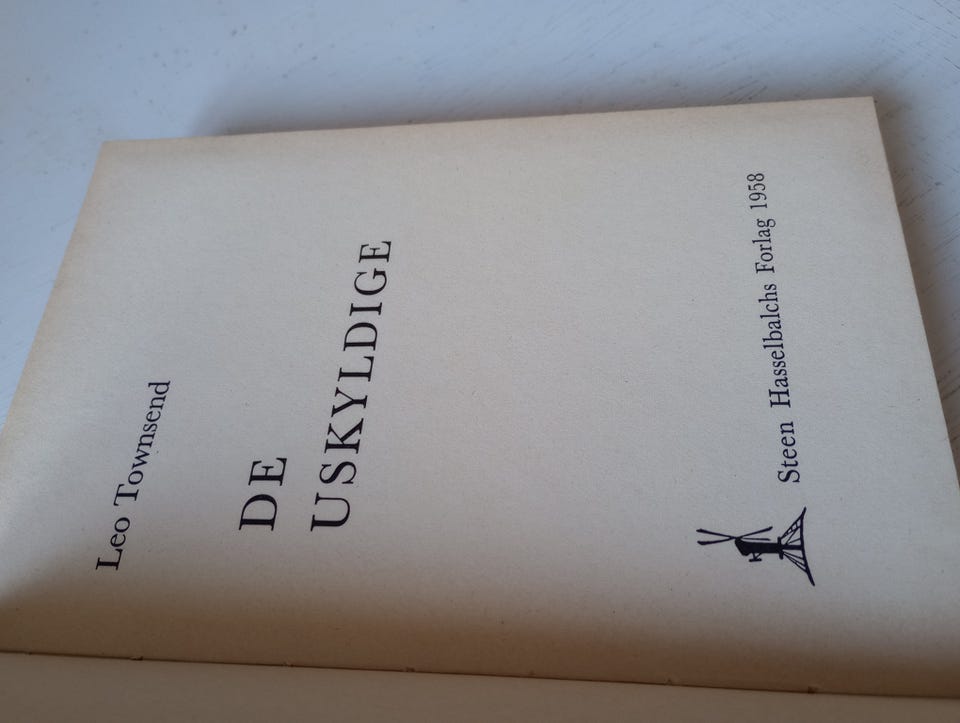 Leo Townsend
DE
USKYLDIGE
Steen Hasselbalchs Forlag 1958